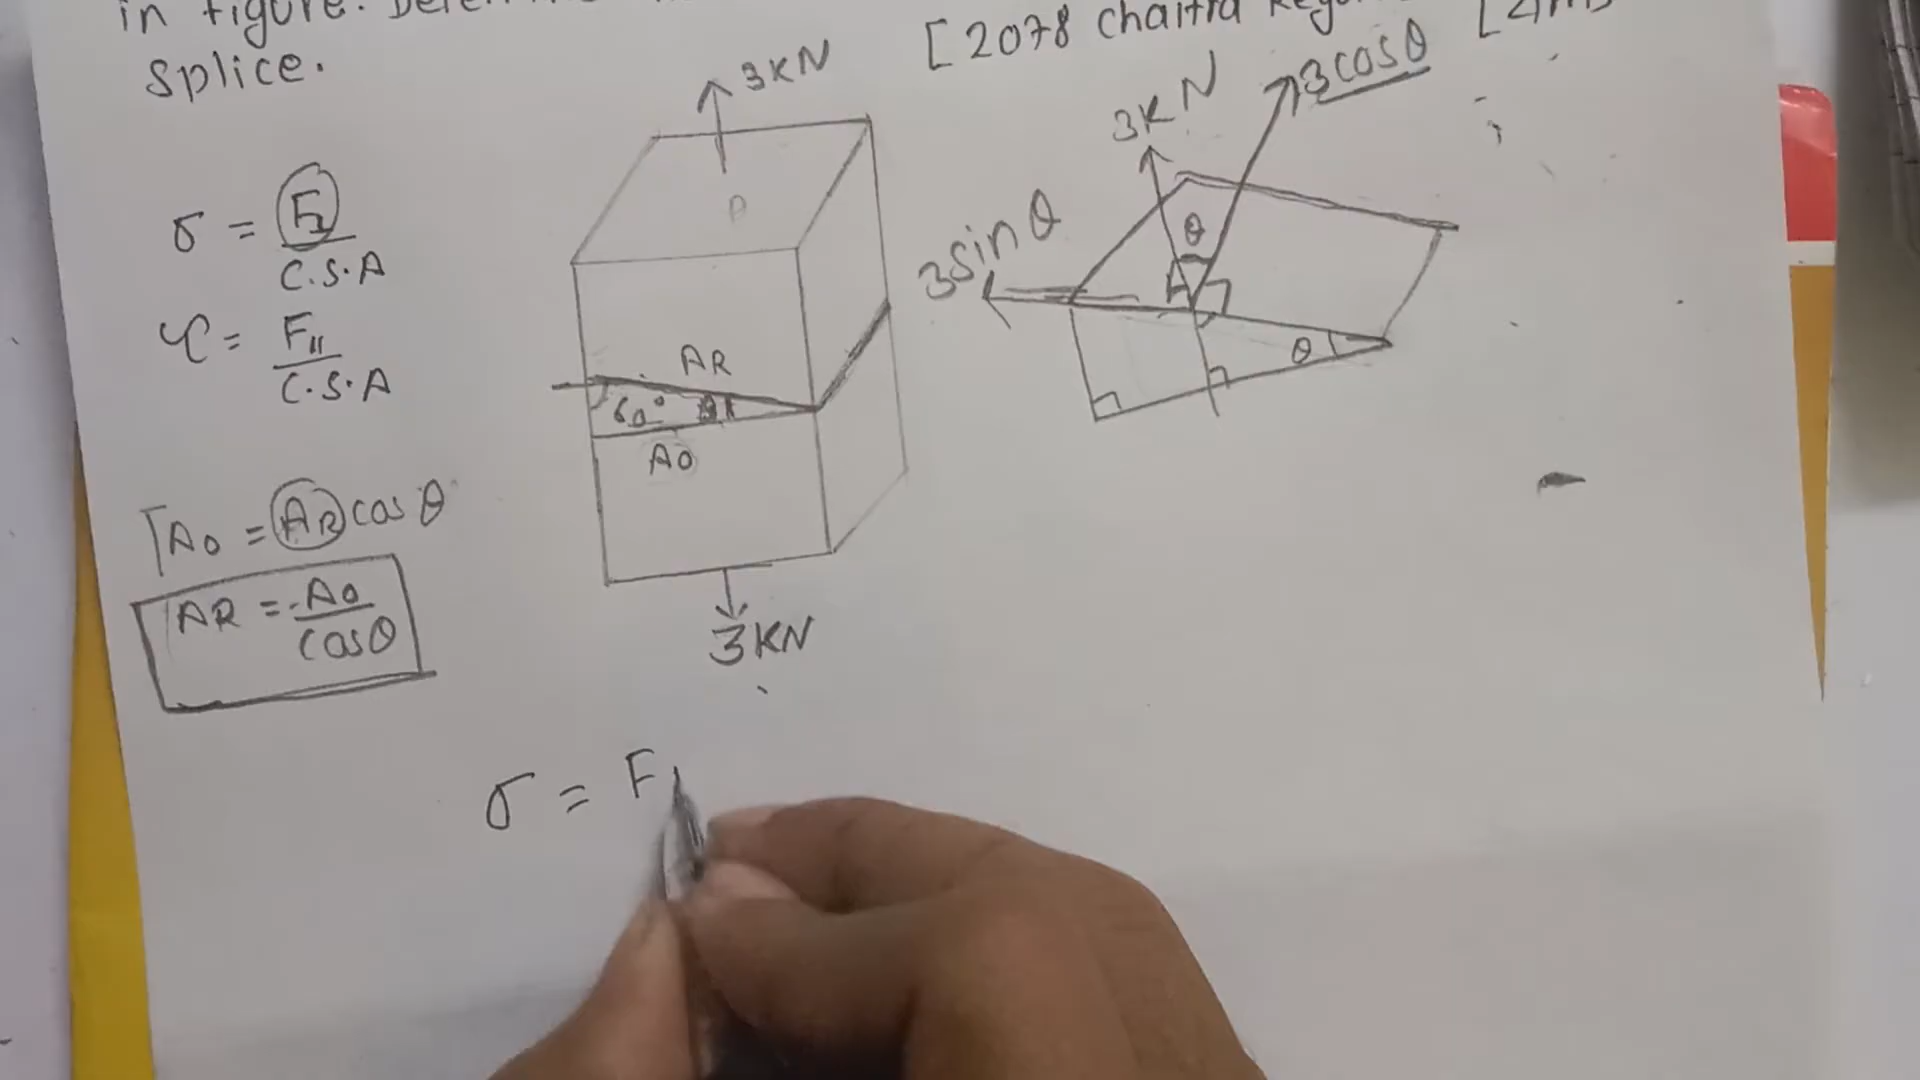 in figure.
splice.
[2078 Chaitra
3KN
σ = F⊥ / C.S.A
τ = F॥ / C.S.A
AR
60°
A0
A0 = AR cos θ
AR = A0 / cosθ
3KN
3KN
3cosθ
3sinθ
θ
θ
σ = F